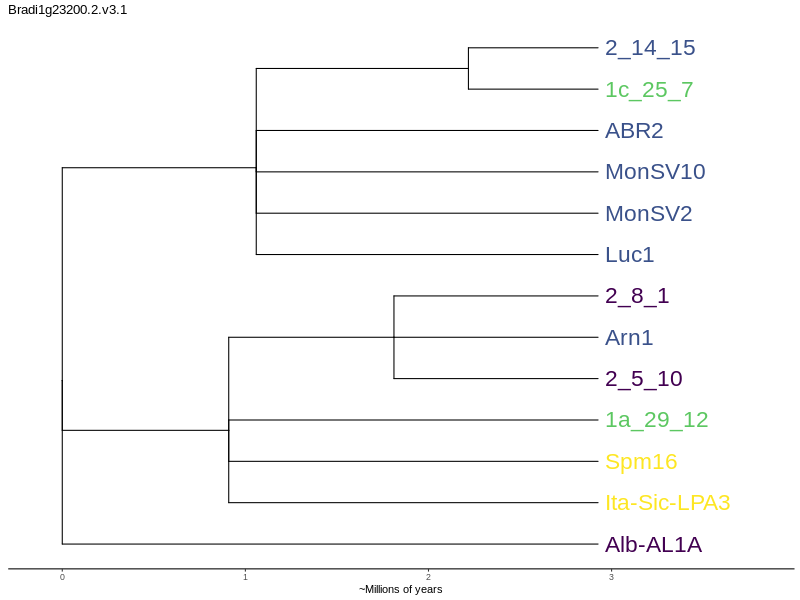 Bradi1g23200.2.v3.1
2_14_15
1c_25_7
ABR2
MonSV10
MonSV2
Luc1
2_8_1
Arn1
2_5_10
1a_29_12
Spm16
Ita-Sic-LPA3
Alb-AL1A
0 1 2 3
~Millions of years